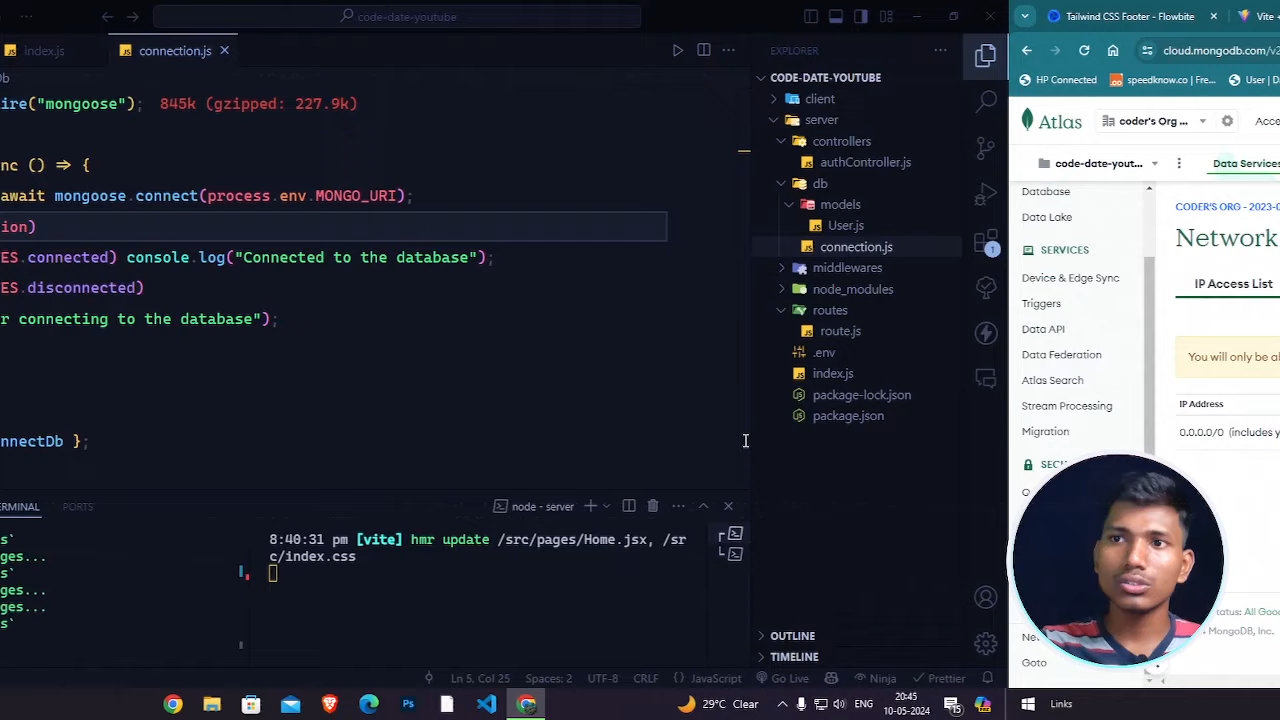 code-date-youtube
Tailwind CSS Footer - Flowbite
Vite +
index.js
connection.js
EXPLORER
cloud.mongodb.com/v2
Db
CODE-DATE-YOUTUBE
HP Connected
speedknow.co | Fre...
User | Da
ire("mongoose"); 845k (gzipped: 227.9k)
client
server
Atlas
coder's Org ...
Acce
controllers
nc () => {
authController.js
code-date-yout...
Data Services
await mongoose.connect(process.env.MONGO_URI);
db
Database
CODER'S ORG - 2023-0
models
Data Lake
ion)
User.js
Network
connection.js
1
SERVICES
ES.connected) console.log("Connected to the database");
middlewares
Device & Edge Sync
IP Access List
ES.disconnected)
node_modules
Triggers
routes
r connecting to the database");
route.js
Data API
.env
Data Federation
You will only be al
index.js
Atlas Search
package-lock.json
Stream Processing
IP Address
package.json
Migration
0.0.0.0/0 (includes y
nnectDb };
SEC
ERMINAL
PORTS
node - server
s`
8:40:31 pm [vite] hmr update /src/pages/Home.jsx, /sr
ges...
c/index.css
s`
ges...
ges...
s`
tatus: All Goo
MongoDB, Inc.
OUTLINE
TIMELINE
Goto
Ln 5, Col 25
Spaces: 2
UTF-8
CRLF
{} JavaScript
Go Live
Ninja
Prettier
29°C Clear
ENG
20:45
10-05-2024
15
Links